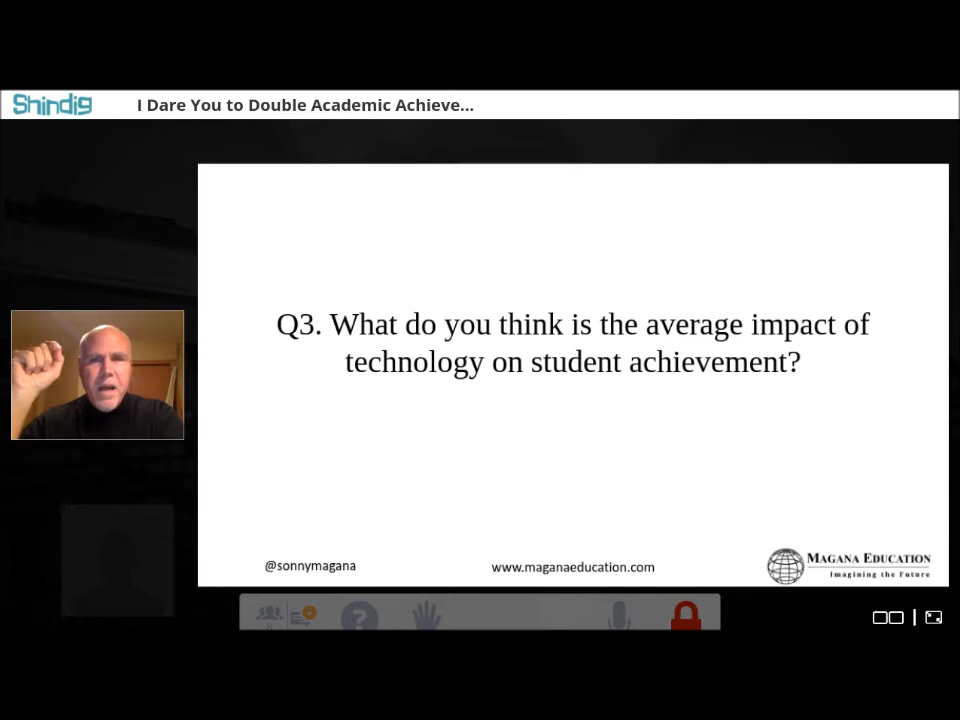 Shindig
I Dare You to Double Academic Achieve...
Q3. What do you think is the average impact of
technology on student achievement?
@sonnymagana
www.maganaeducation.com
MAGANA EDUCATION
Imagining the Future
?